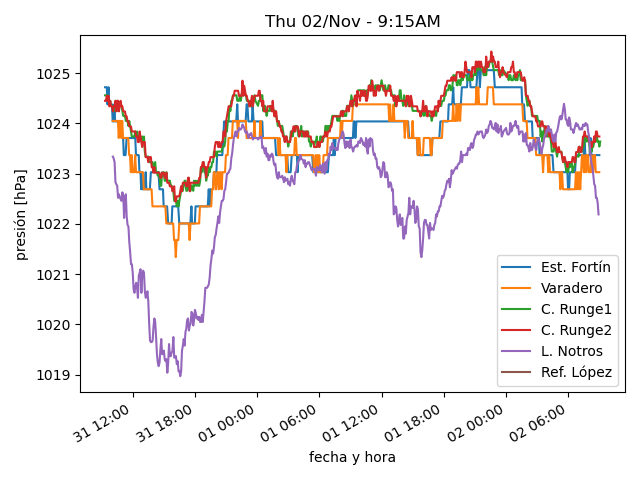 Thu 02/Nov - 9:15AM
presión [hPa]
1025
1024
1023
1022
1021
1020
1019
31 12:00
31 18:00
01 00:00
01 06:00
01 12:00
01 18:00
02 00:00
02 06:00
fecha y hora
Est. Fortín
Varadero
C. Runge1
C. Runge2
L. Notros
Ref. López